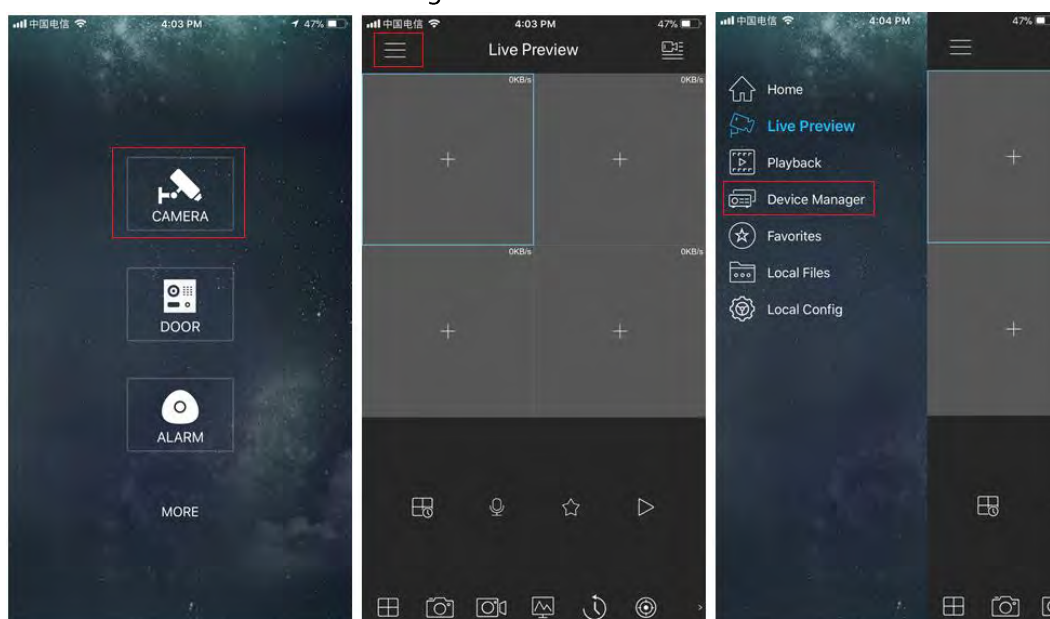 中国电信 4:03 PM 47%
CAMERA
DOOR
ALARM
MORE
中国电信 4:03 PM 47%
Live Preview
0KB/s 0KB/s
0KB/s 0KB/s
中国电信 4:04 PM 47%
Home
Live Preview
Playback
Device Manager
Favorites
Local Files
Local Config